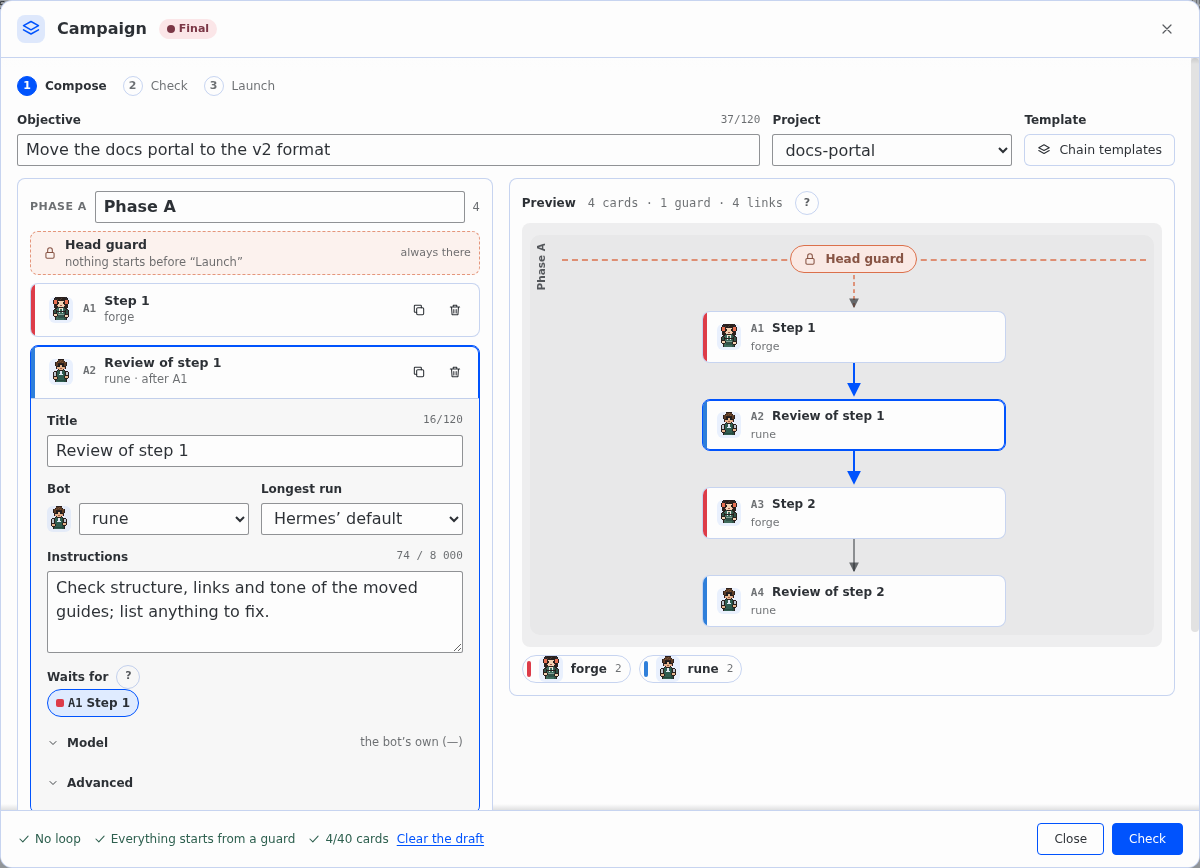 Campaign
Final
1 Compose
2 Check
3 Launch
Objective
37/120
Move the docs portal to the v2 format
Project
docs-portal
Template
Chain templates
PHASE A
Phase A
4
Head guard
nothing starts before “Launch”
always there
A1
Step 1
forge
A2
Review of step 1
rune · after A1
Title
16/120
Review of step 1
Bot
rune
Longest run
Hermes’ default
Instructions
74 / 8 000
Check structure, links and tone of the moved
guides; list anything to fix.
Waits for
?
A1 Step 1
Model
the bot’s own (—)
Advanced
Preview
4 cards · 1 guard · 4 links
?
Phase A
Head guard
A1 Step 1
forge
A2 Review of step 1
rune
A3 Step 2
forge
A4 Review of step 2
rune
forge 2
rune 2
No loop
Everything starts from a guard
4/40 cards
Clear the draft
Close
Check